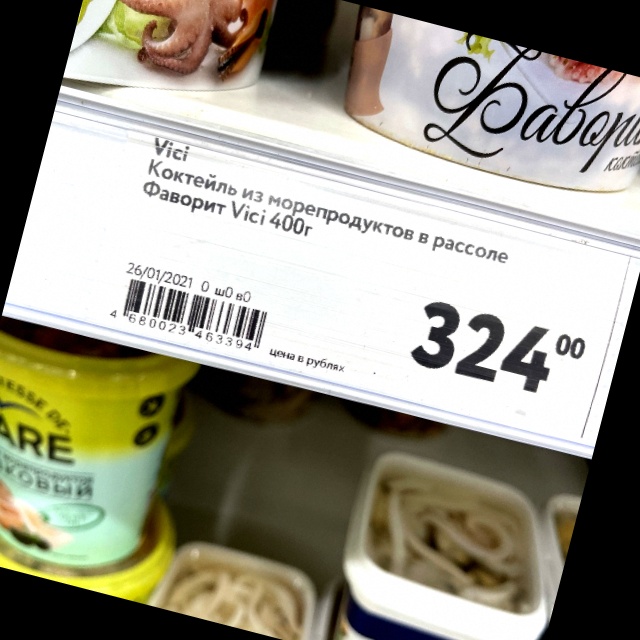 Vici
Коктейль из морепродуктов в рассоле
Фаворит Vici 400г
26/01/2021 0 ш0 в0
4 680023 463394
цена в рублях
324 00